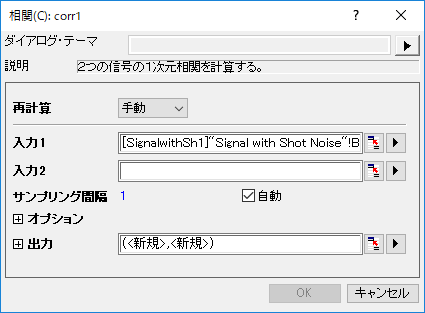 相関(C): corr1
ダイアログ・テーマ
説明 2つの信号の1次元相関を計算する。
再計算 手動
入力1 [SignalwithSh1]"Signal with Shot Noise"!B
入力2
サンプリング間隔 1 自動
オプション
出力 (<新規>,<新規>)
OK キャンセル